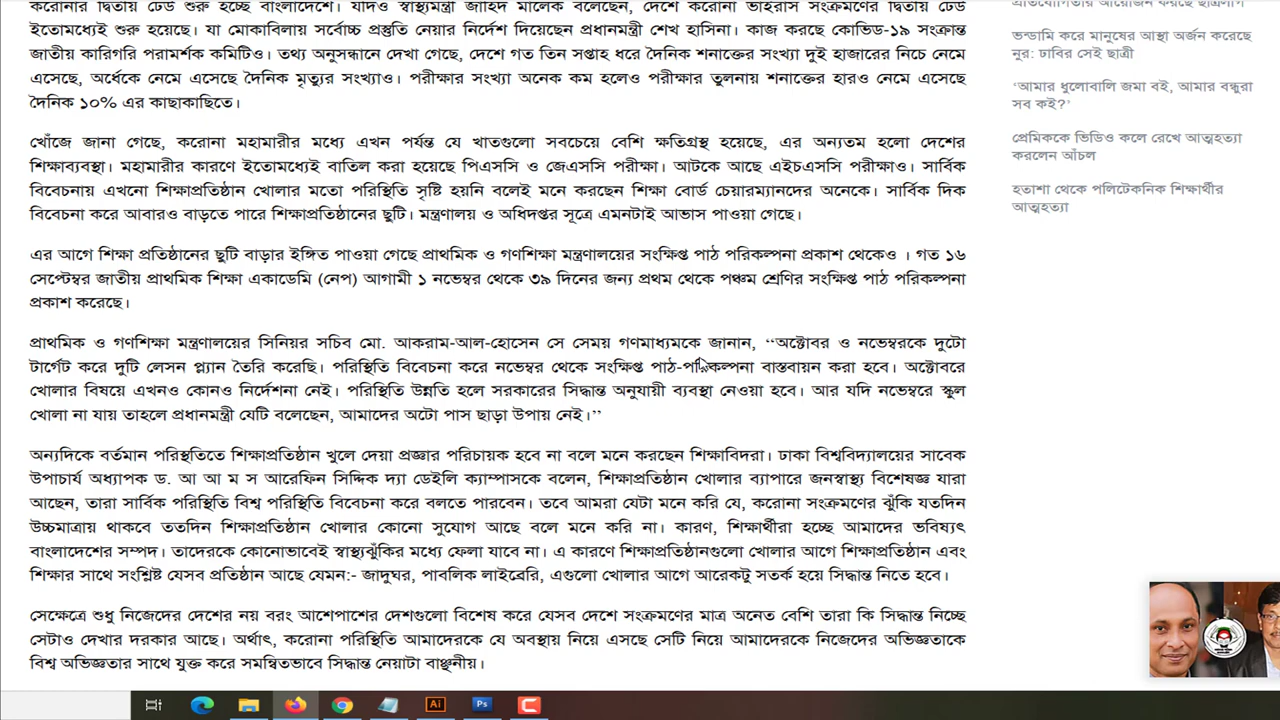 করোনার দ্বিতীয় ঢেউ শুরু হচ্ছে বাংলাদেশে। যদিও স্বাস্থ্যমন্ত্রী জাহিদ মালেক বলেছেন, দেশে করোনা ভাইরাস সংক্রমণের দ্বিতীয় ঢেউ
ইতোমধ্যেই শুরু হয়েছে। যা মোকাবিলায় সর্বোচ্চ প্রস্তুতি নেয়ার নির্দেশ দিয়েছেন প্রধানমন্ত্রী শেখ হাসিনা। কাজ করছে কোভিড-১৯ সংক্রান্ত
জাতীয় কারিগরি পরামর্শক কমিটিও। তথ্য অনুসন্ধানে দেখা গেছে, দেশে গত তিন সপ্তাহ ধরে দৈনিক শনাক্তের সংখ্যা দুই হাজারের নিচে নেমে
এসেছে, অর্ধেকে নেমে এসেছে দৈনিক মৃত্যুর সংখ্যাও। পরীক্ষার সংখ্যা অনেক কম হলেও পরীক্ষার তুলনায় শনাক্তের হারও নেমে এসেছে
দৈনিক ১০% এর কাছাকাছিতে।
খোঁজে জানা গেছে, করোনা মহামারীর মধ্যে এখন পর্যন্ত যে খাতগুলো সবচেয়ে বেশি ক্ষতিগ্রস্থ হয়েছে, এর অন্যতম হলো দেশের
শিক্ষাব্যবস্থা। মহামারীর কারণে ইতোমধ্যেই বাতিল করা হয়েছে পিএসসি ও জেএসসি পরীক্ষা। আটকে আছে এইচএসসি পরীক্ষাও। সার্বিক
বিবেচনায় এখনো শিক্ষাপ্রতিষ্ঠান খোলার মতো পরিস্থিতি সৃষ্টি হয়নি বলেই মনে করছেন শিক্ষা বোর্ড চেয়ারম্যানদের অনেকে। সার্বিক দিক
বিবেচনা করে আবারও বাড়তে পারে শিক্ষাপ্রতিষ্ঠানের ছুটি। মন্ত্রণালয় ও অধিদপ্তর সূত্রে এমনটাই আভাস পাওয়া গেছে।
এর আগে শিক্ষা প্রতিষ্ঠানের ছুটি বাড়ার ইঙ্গিত পাওয়া গেছে প্রাথমিক ও গণশিক্ষা মন্ত্রণালয়ের সংক্ষিপ্ত পাঠ পরিকল্পনা প্রকাশ থেকেও । গত ১৬
সেপ্টেম্বর জাতীয় প্রাথমিক শিক্ষা একাডেমি (নেপ) আগামী ১ নভেম্বর থেকে ৩৯ দিনের জন্য প্রথম থেকে পঞ্চম শ্রেণির সংক্ষিপ্ত পাঠ পরিকল্পনা
প্রকাশ করেছে।
প্রাথমিক ও গণশিক্ষা মন্ত্রণালয়ের সিনিয়র সচিব মো. আকরাম-আল-হোসেন সে সেময় গণমাধ্যমকে জানান, ‘‘অক্টোবর ও নভেম্বরকে দুটো
টার্গেট করে দুটি লেসন প্ল্যান তৈরি করেছি। পরিস্থিতি বিবেচনা করে নভেম্বর থেকে সংক্ষিপ্ত পাঠ-পরিকল্পনা বাস্তবায়ন করা হবে। অক্টোবরে
খোলার বিষয়ে এখনও কোনও নির্দেশনা নেই। পরিস্থিতি উন্নতি হলে সরকারের সিদ্ধান্ত অনুযায়ী ব্যবস্থা নেওয়া হবে। আর যদি নভেম্বরে স্কুল
খোলা না যায় তাহলে প্রধানমন্ত্রী যেটি বলেছেন, আমাদের অটো পাস ছাড়া উপায় নেই।’’
অন্যদিকে বর্তমান পরিস্থতিতে শিক্ষাপ্রতিষ্ঠান খুলে দেয়া প্রজ্ঞার পরিচায়ক হবে না বলে মনে করছেন শিক্ষাবিদরা। ঢাকা বিশ্ববিদ্যালয়ের সাবেক
উপাচার্য অধ্যাপক ড. আ আ ম স আরেফিন সিদ্দিক দ্যা ডেইলি ক্যাম্পাসকে বলেন, শিক্ষাপ্রতিষ্ঠান খোলার ব্যাপারে জনস্বাস্থ্য বিশেষজ্ঞ যারা
আছেন, তারা সার্বিক পরিস্থিতি বিশ্ব পরিস্থিতি বিবেচনা করে বলতে পারবেন। তবে আমরা যেটা মনে করি যে, করোনা সংক্রমণের ঝুঁকি যতদিন
উচ্চমাত্রায় থাকবে ততদিন শিক্ষাপ্রতিষ্ঠান খোলার কোনো সুযোগ আছে বলে মনে করি না। কারণ, শিক্ষার্থীরা হচ্ছে আমাদের ভবিষ্যৎ
বাংলাদেশের সম্পদ। তাদেরকে কোনোভাবেই স্বাস্থ্যঝুঁকির মধ্যে ফেলা যাবে না। এ কারণে শিক্ষাপ্রতিষ্ঠানগুলো খোলার আগে শিক্ষাপ্রতিষ্ঠান এবং
শিক্ষার সাথে সংশ্লিষ্ট যেসব প্রতিষ্ঠান আছে যেমন:- জাদুঘর, পাবলিক লাইব্রেরি, এগুলো খোলার আগে আরেকটু সতর্ক হয়ে সিদ্ধান্ত নিতে হবে।
সেক্ষেত্রে শুধু নিজেদের দেশের নয় বরং আশেপাশের দেশগুলো বিশেষ করে যেসব দেশে সংক্রমণের মাত্র অনেত বেশি তারা কি সিদ্ধান্ত নিচ্ছে
সেটাও দেখার দরকার আছে। অর্থাৎ, করোনা পরিস্থিতি আমাদেরকে যে অবস্থায় নিয়ে এসছে সেটি নিয়ে আমাদেরকে নিজেদের অভিজ্ঞতাকে
বিশ্ব অভিজ্ঞতার সাথে যুক্ত করে সমন্বিতভাবে সিদ্ধান্ত নেয়াটা বাঞ্ছনীয়।
প্রতিযোগিতার আয়োজন করছে ছাত্রলীগ
ভন্ডামি করে মানুষের আস্থা অর্জন করেছে
নুর: ঢাবির সেই ছাত্রী
‘আমার ধুলোবালি জমা বই, আমার বন্ধুরা
সব কই?’
প্রেমিককে ভিডিও কলে রেখে আত্মহত্যা
করলেন আঁচল
হতাশা থেকে পলিটেকনিক শিক্ষার্থীর
আত্মহত্যা
Ai
Ps